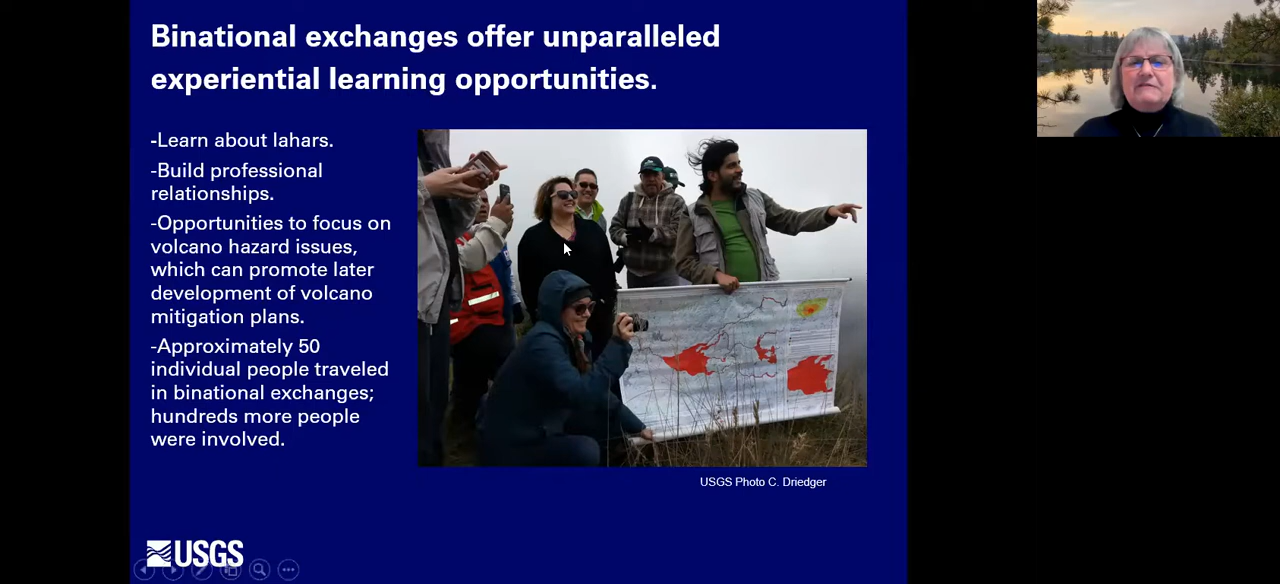 Binational exchanges offer unparalleled
experiential learning opportunities.
-Learn about lahars.
-Build professional
relationships.
-Opportunities to focus on
volcano hazard issues,
which can promote later
development of volcano
mitigation plans.
-Approximately 50
individual people traveled
in binational exchanges;
hundreds more people
were involved.
USGS Photo C. Driedger
USGS